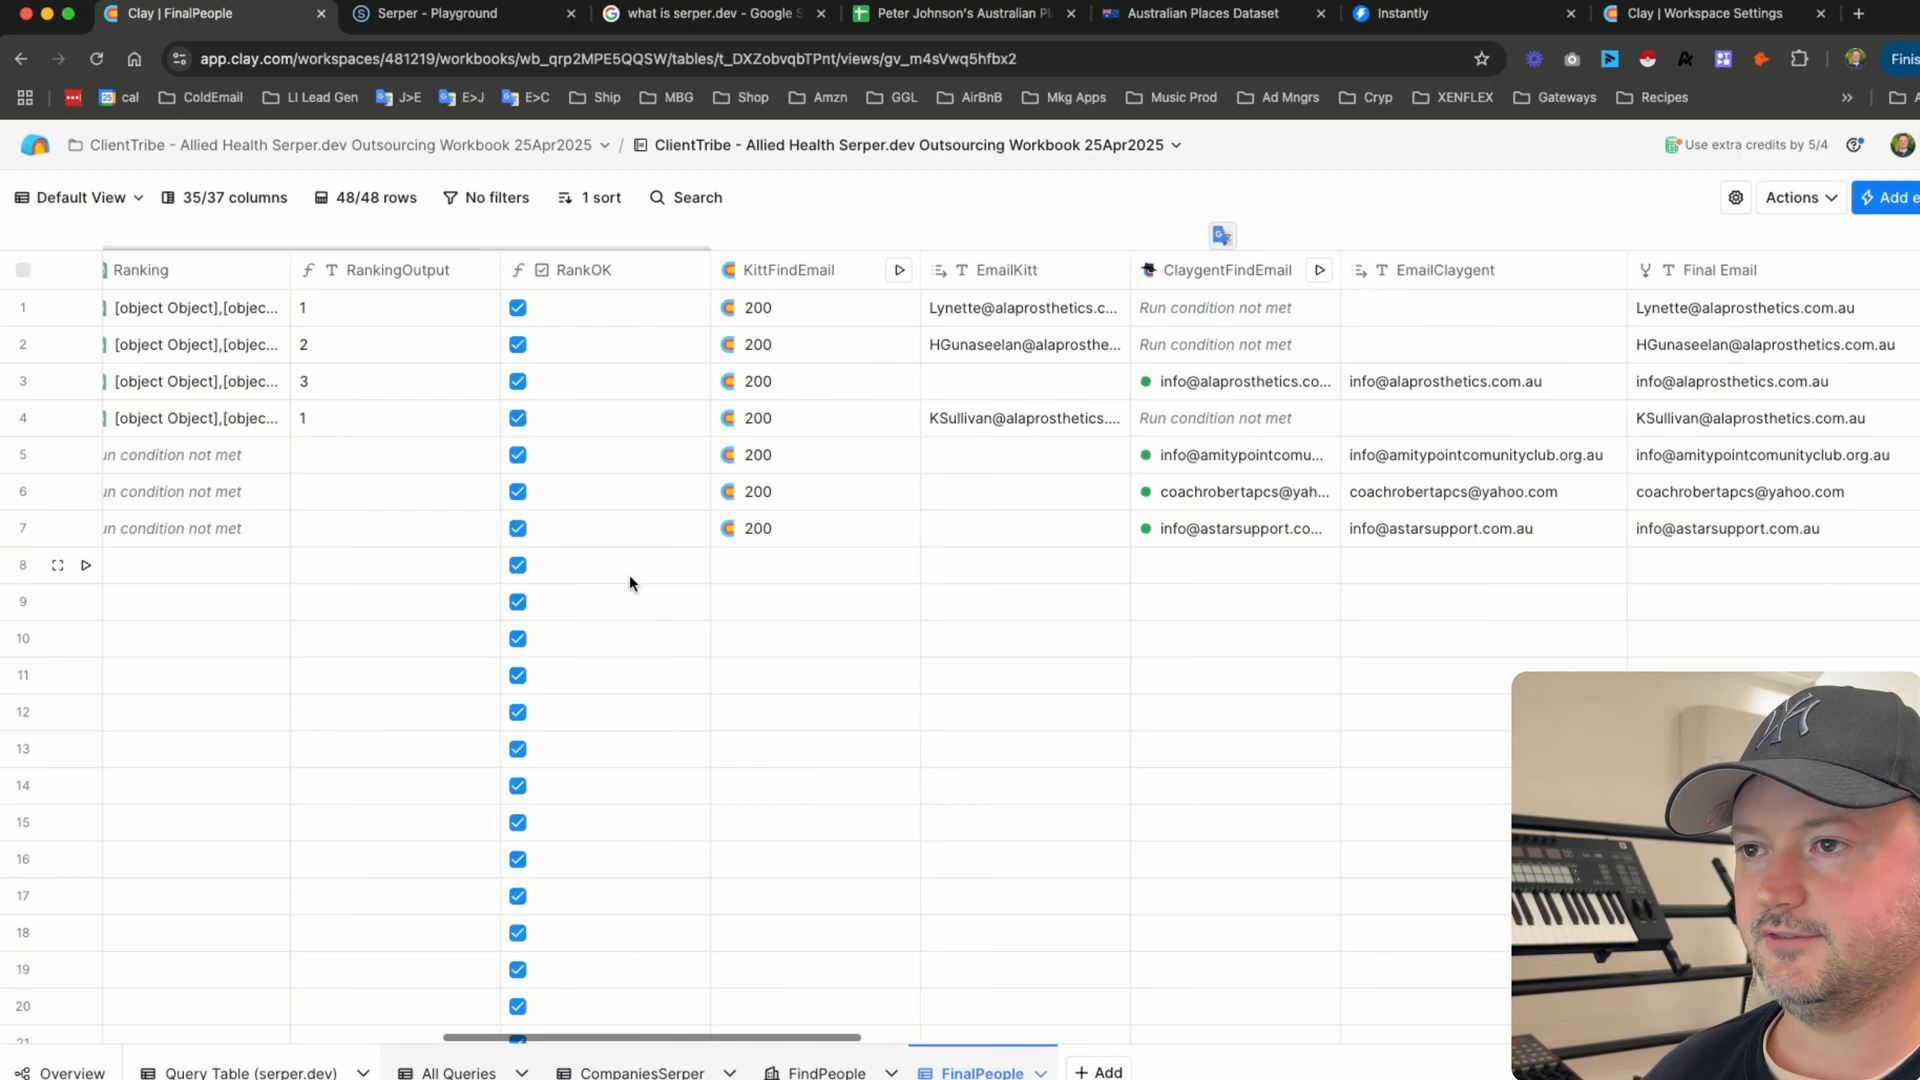 Clay | FinalPeople
Serper - Playground
what is serper.dev - Google S
Peter Johnson's Australian Pl
Australian Places Dataset
Instantly
Clay | Workspace Settings
app.clay.com/workspaces/481219/workbooks/wb_qrp2MPE5QQSW/tables/t_DXZobvqbTPnt/views/gv_m4sVwq5hfbx2
Finis
cal ColdEmail LI Lead Gen J>E E>J E>C Ship MBG Shop Amzn GGL AirBnB Mkg Apps Music Prod Ad Mngrs Cryp XENFLEX Gateways Recipes »
ClientTribe - Allied Health Serper.dev Outsourcing Workbook 25Apr2025 / ClientTribe - Allied Health Serper.dev Outsourcing Workbook 25Apr2025
Use extra credits by 5/4
Default View 35/37 columns 48/48 rows No filters 1 sort Search Actions Add e
Ranking RankingOutput RankOK KittFindEmail EmailKitt ClaygentFindEmail EmailClaygent Final Email
1 [object Object],[objec... 1 200 Lynette@alaprosthetics.c... Run condition not met Lynette@alaprosthetics.com.au
2 [object Object],[objec... 2 200 HGunaseelan@alaprosthe... Run condition not met HGunaseelan@alaprosthetics.com.au
3 [object Object],[objec... 3 200 info@alaprosthetics.co... info@alaprosthetics.com.au info@alaprosthetics.com.au
4 [object Object],[objec... 1 200 KSullivan@alaprosthetics.... Run condition not met KSullivan@alaprosthetics.com.au
5 un condition not met 200 info@amitypointcomu... info@amitypointcomunityclub.org.au info@amitypointcomunityclub.org.au
6 un condition not met 200 coachrobertapcs@yah... coachrobertapcs@yahoo.com coachrobertapcs@yahoo.com
7 un condition not met 200 info@astarsupport.co... info@astarsupport.com.au info@astarsupport.com.au
8
9
10
11
12
13
14
15
16
17
18
19
20
21
Overview Query Table (serper.dev) All Queries CompaniesSerper FindPeople FinalPeople + Add